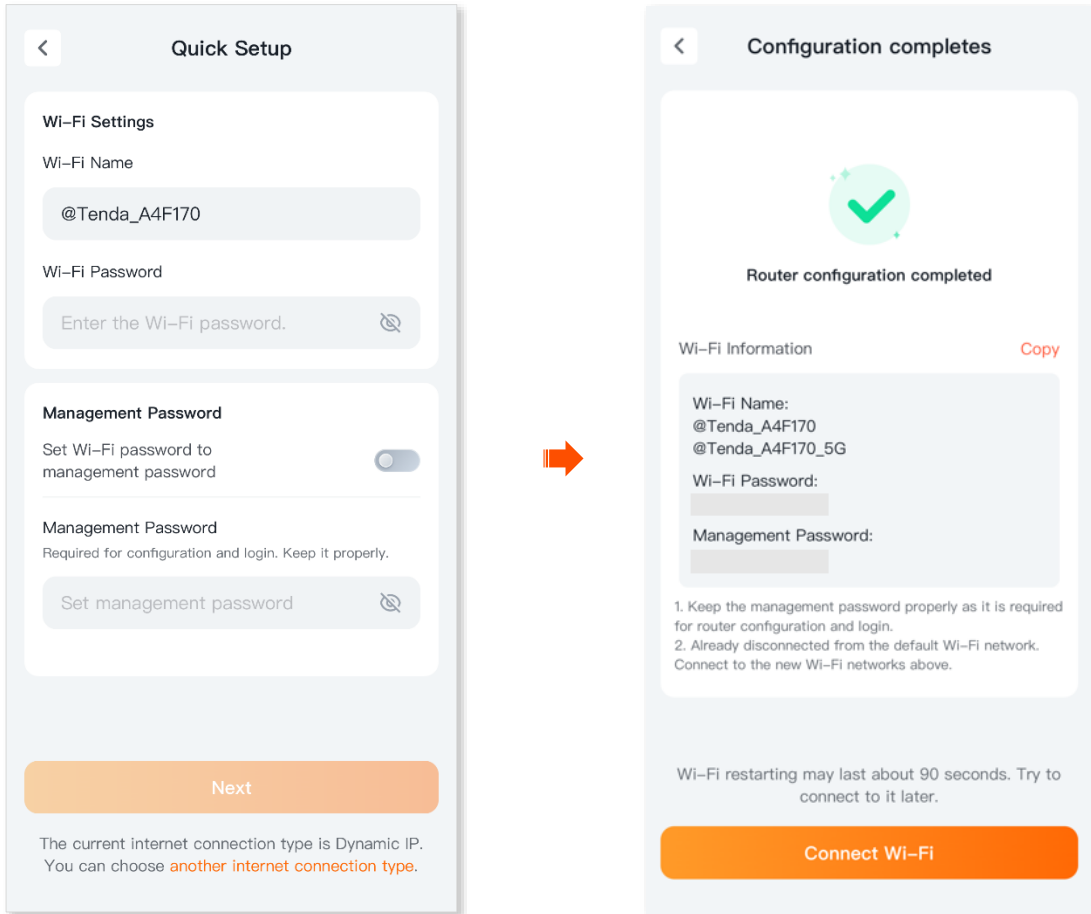 Quick Setup
Wi-Fi Settings
Wi-Fi Name
@Tenda_A4F170
Wi-Fi Password
Enter the Wi-Fi password.
Management Password
Set Wi-Fi password to
management password
Management Password
Required for configuration and login. Keep it properly.
Set management password
Next
The current internet connection type is Dynamic IP.
You can choose another internet connection type.
Configuration completes
Router configuration completed
Wi-Fi Information
Copy
Wi-Fi Name:
@Tenda_A4F170
@Tenda_A4F170_5G
Wi-Fi Password:
Management Password:
1. Keep the management password properly as it is required
for router configuration and login.
2. Already disconnected from the default Wi-Fi network.
Connect to the new Wi-Fi networks above.
Wi-Fi restarting may last about 90 seconds. Try to
connect to it later.
Connect Wi-Fi